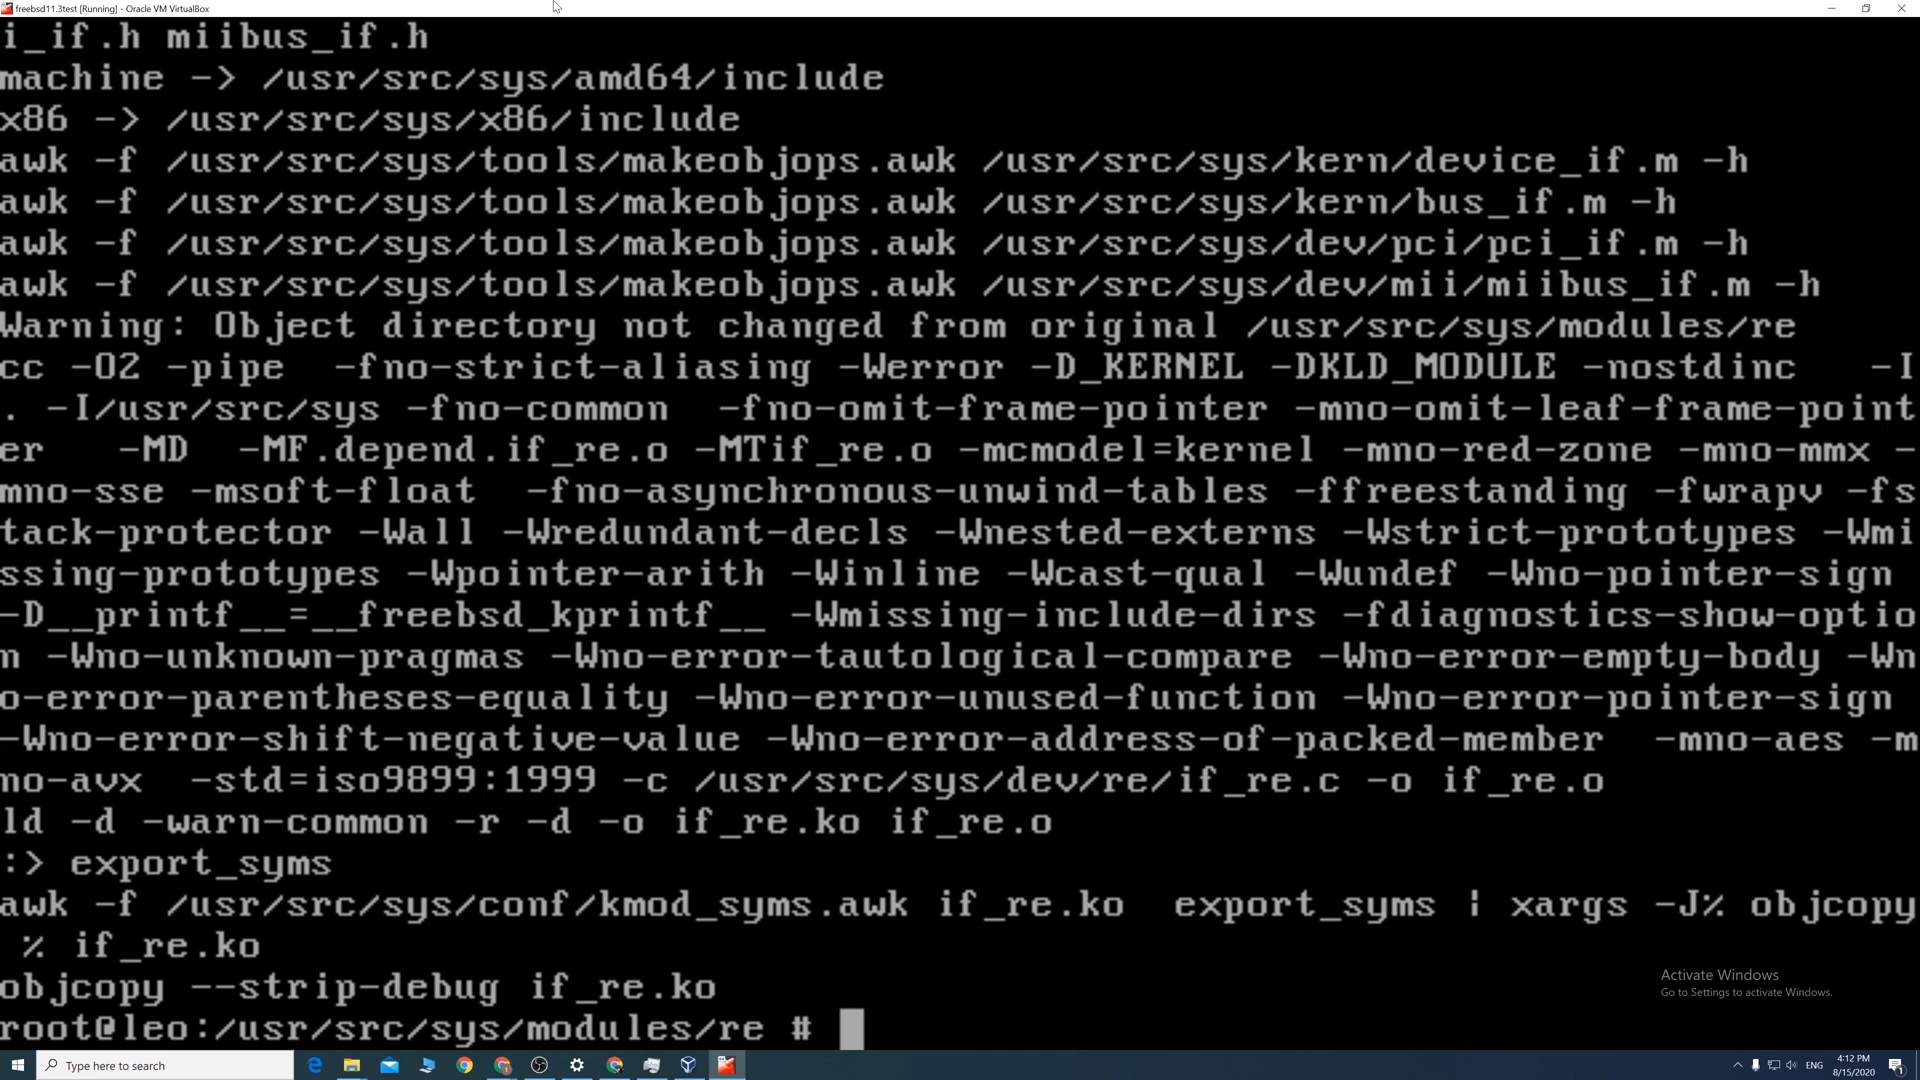 freebsd11.3test [Running] - Oracle VM VirtualBox
i_if.h miibus_if.h
machine -> /usr/src/sys/amd64/include
x86 -> /usr/src/sys/x86/include
awk -f /usr/src/sys/tools/makeobjops.awk /usr/src/sys/kern/device_if.m -h
awk -f /usr/src/sys/tools/makeobjops.awk /usr/src/sys/kern/bus_if.m -h
awk -f /usr/src/sys/tools/makeobjops.awk /usr/src/sys/dev/pci/pci_if.m -h
awk -f /usr/src/sys/tools/makeobjops.awk /usr/src/sys/dev/mii/miibus_if.m -h
Warning: Object directory not changed from original /usr/src/sys/modules/re
cc -O2 -pipe  -fno-strict-aliasing -Werror -D_KERNEL -DKLD_MODULE -nostdinc   -I
. -I/usr/src/sys -fno-common  -fno-omit-frame-pointer -mno-omit-leaf-frame-point
er   -MD  -MF.depend.if_re.o -MTif_re.o -mcmodel=kernel -mno-red-zone -mno-mmx -
mno-sse -msoft-float  -fno-asynchronous-unwind-tables -ffreestanding -fwrapv -fs
tack-protector -Wall -Wredundant-decls -Wnested-externs -Wstrict-prototypes -Wmi
ssing-prototypes -Wpointer-arith -Winline -Wcast-qual -Wundef -Wno-pointer-sign
-D__printf__=__freebsd_kprintf__ -Wmissing-include-dirs -fdiagnostics-show-optio
n -Wno-unknown-pragmas -Wno-error-tautological-compare -Wno-error-empty-body -Wn
o-error-parentheses-equality -Wno-error-unused-function -Wno-error-pointer-sign
-Wno-error-shift-negative-value -Wno-error-address-of-packed-member  -mno-aes -m
no-avx  -std=iso9899:1999 -c /usr/src/sys/dev/re/if_re.c -o if_re.o
ld -d -warn-common -r -d -o if_re.ko if_re.o
:> export_syms
awk -f /usr/src/sys/conf/kmod_syms.awk if_re.ko  export_syms | xargs -J% objcopy
 % if_re.ko
objcopy --strip-debug if_re.ko
root@leo:/usr/src/sys/modules/re #
Activate Windows
Go to Settings to activate Windows.
Type here to search
ENG
4:12 PM
8/15/2020